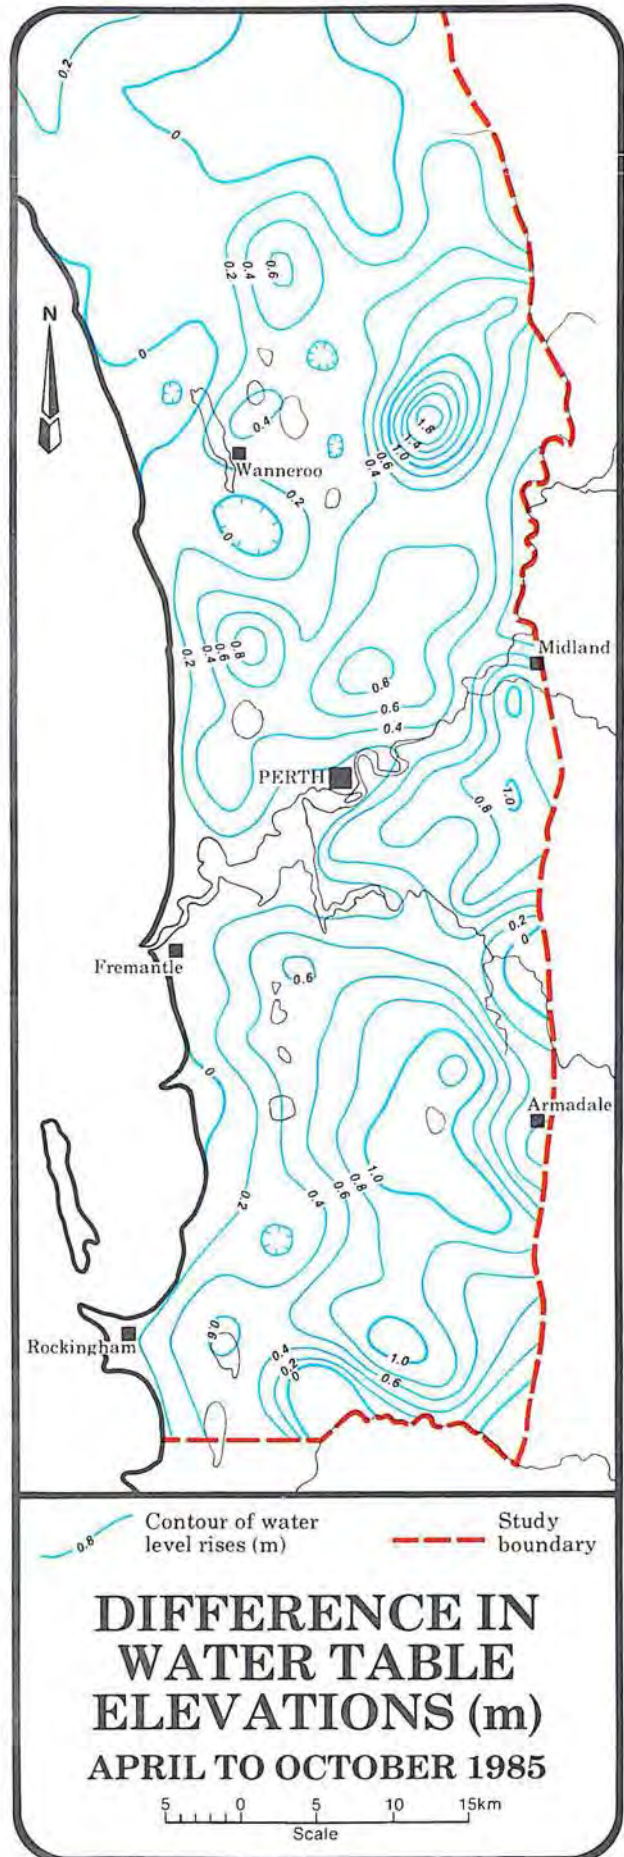 0.2
0
N
0.2
0.4
0.6
0
0.4
1.8
1.4
1.0
0.6
0.4
Wanneroo
0.2
0
0.2
0.4
0.6
0.8
Midland
0.8
0.6
0.4
PERTH
0.8
1.0
0.2
0
Fremantle
0.6
0
Armadale
0.2
0.4
0.6
0.8
1.0
Rockingham
0.6
0.4
0.2
0
1.0
0.6
0.8
Contour of water
level rises (m)
Study
boundary
DIFFERENCE IN
WATER TABLE
ELEVATIONS (m)
APRIL TO OCTOBER 1985
5 0 5 10 15km
Scale